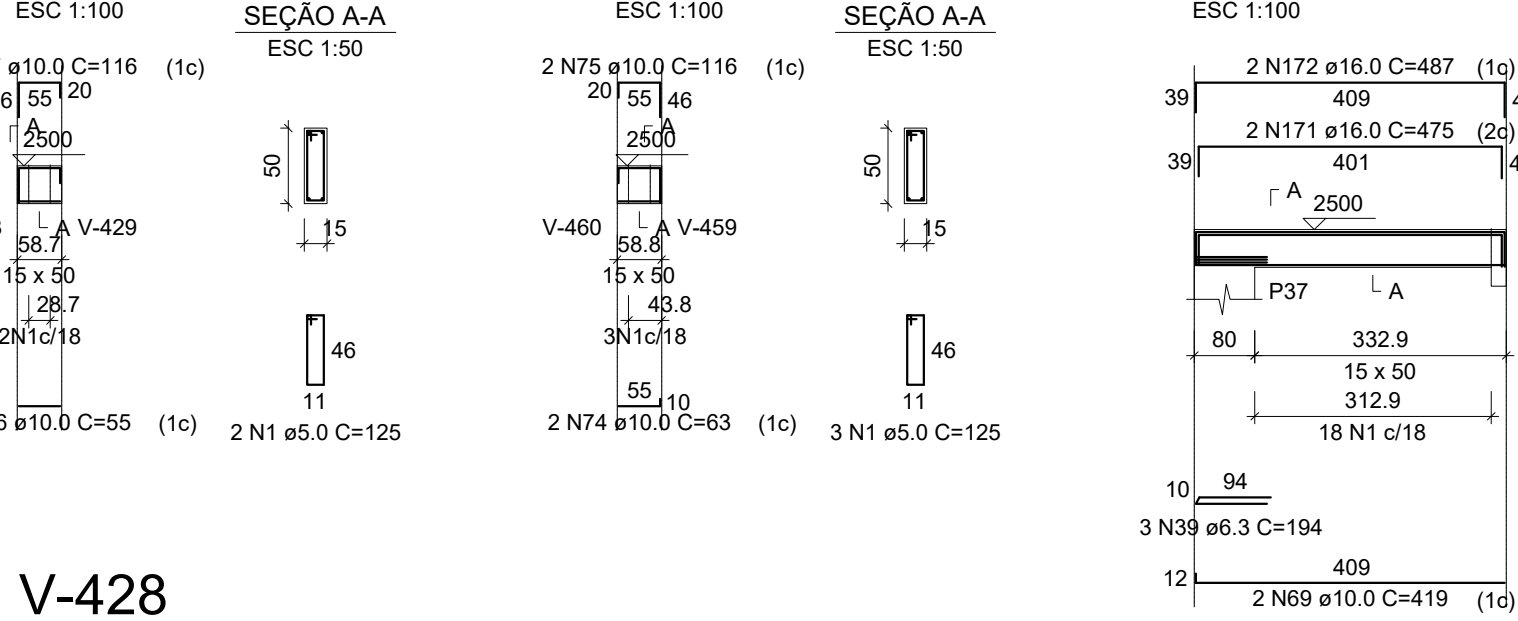 ESC 1:100
SEÇÃO A-A
ESC 1:50
ø10.0 C=116 (1c)
6 55 20
A
2500
A V-429
58.7
15 x 50
28.7
2N1c/18
6 ø10.0 C=55 (1c)
50
15
46
11
2 N1 ø5.0 C=125
ESC 1:100
SEÇÃO A-A
ESC 1:50
2 N75 ø10.0 C=116 (1c)
20 55 46
A
2500
V-460 A V-459
58.8
15 x 50
43.8
3N1c/18
55 10
2 N74 ø10.0 C=63 (1c)
50
15
46
11
3 N1 ø5.0 C=125
ESC 1:100
2 N172 ø16.0 C=487 (1c)
39 409 4
2 N171 ø16.0 C=475 (2c)
39 401 4
A
2500
P37 A
80 332.9
15 x 50
312.9
18 N1 c/18
10 94
3 N39 ø6.3 C=194
12 409
2 N69 ø10.0 C=419 (1c)
V-428